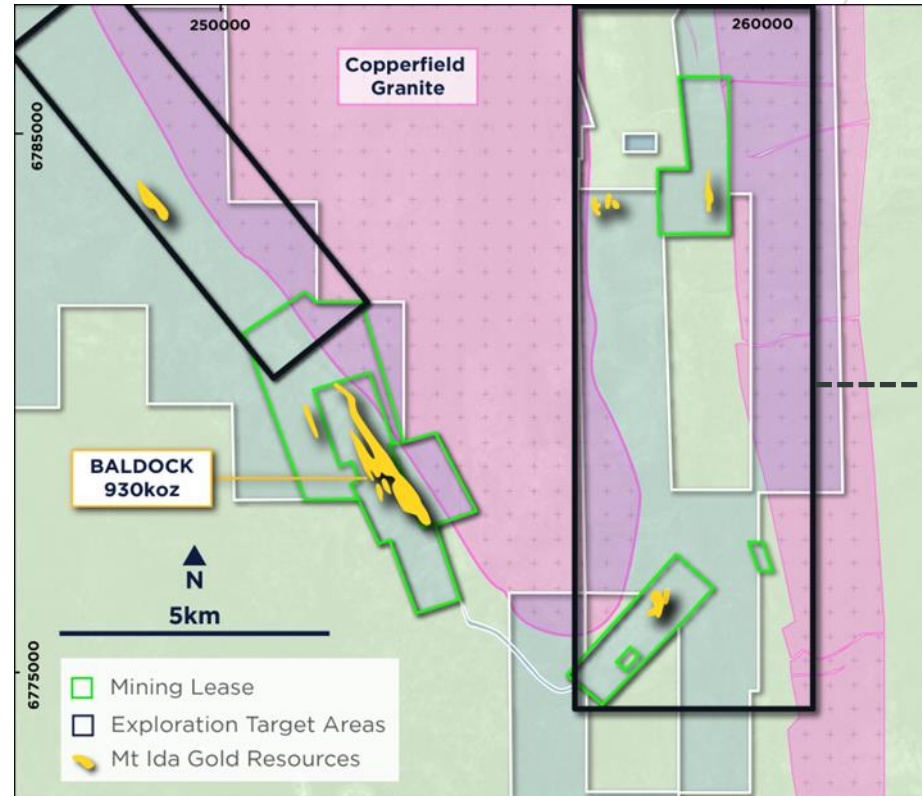 250000
260000
Copperfield
Granite
6785000
BALDOCK
930koz
N
5km
6775000
Mining Lease
Exploration Target Areas
Mt Ida Gold Resources